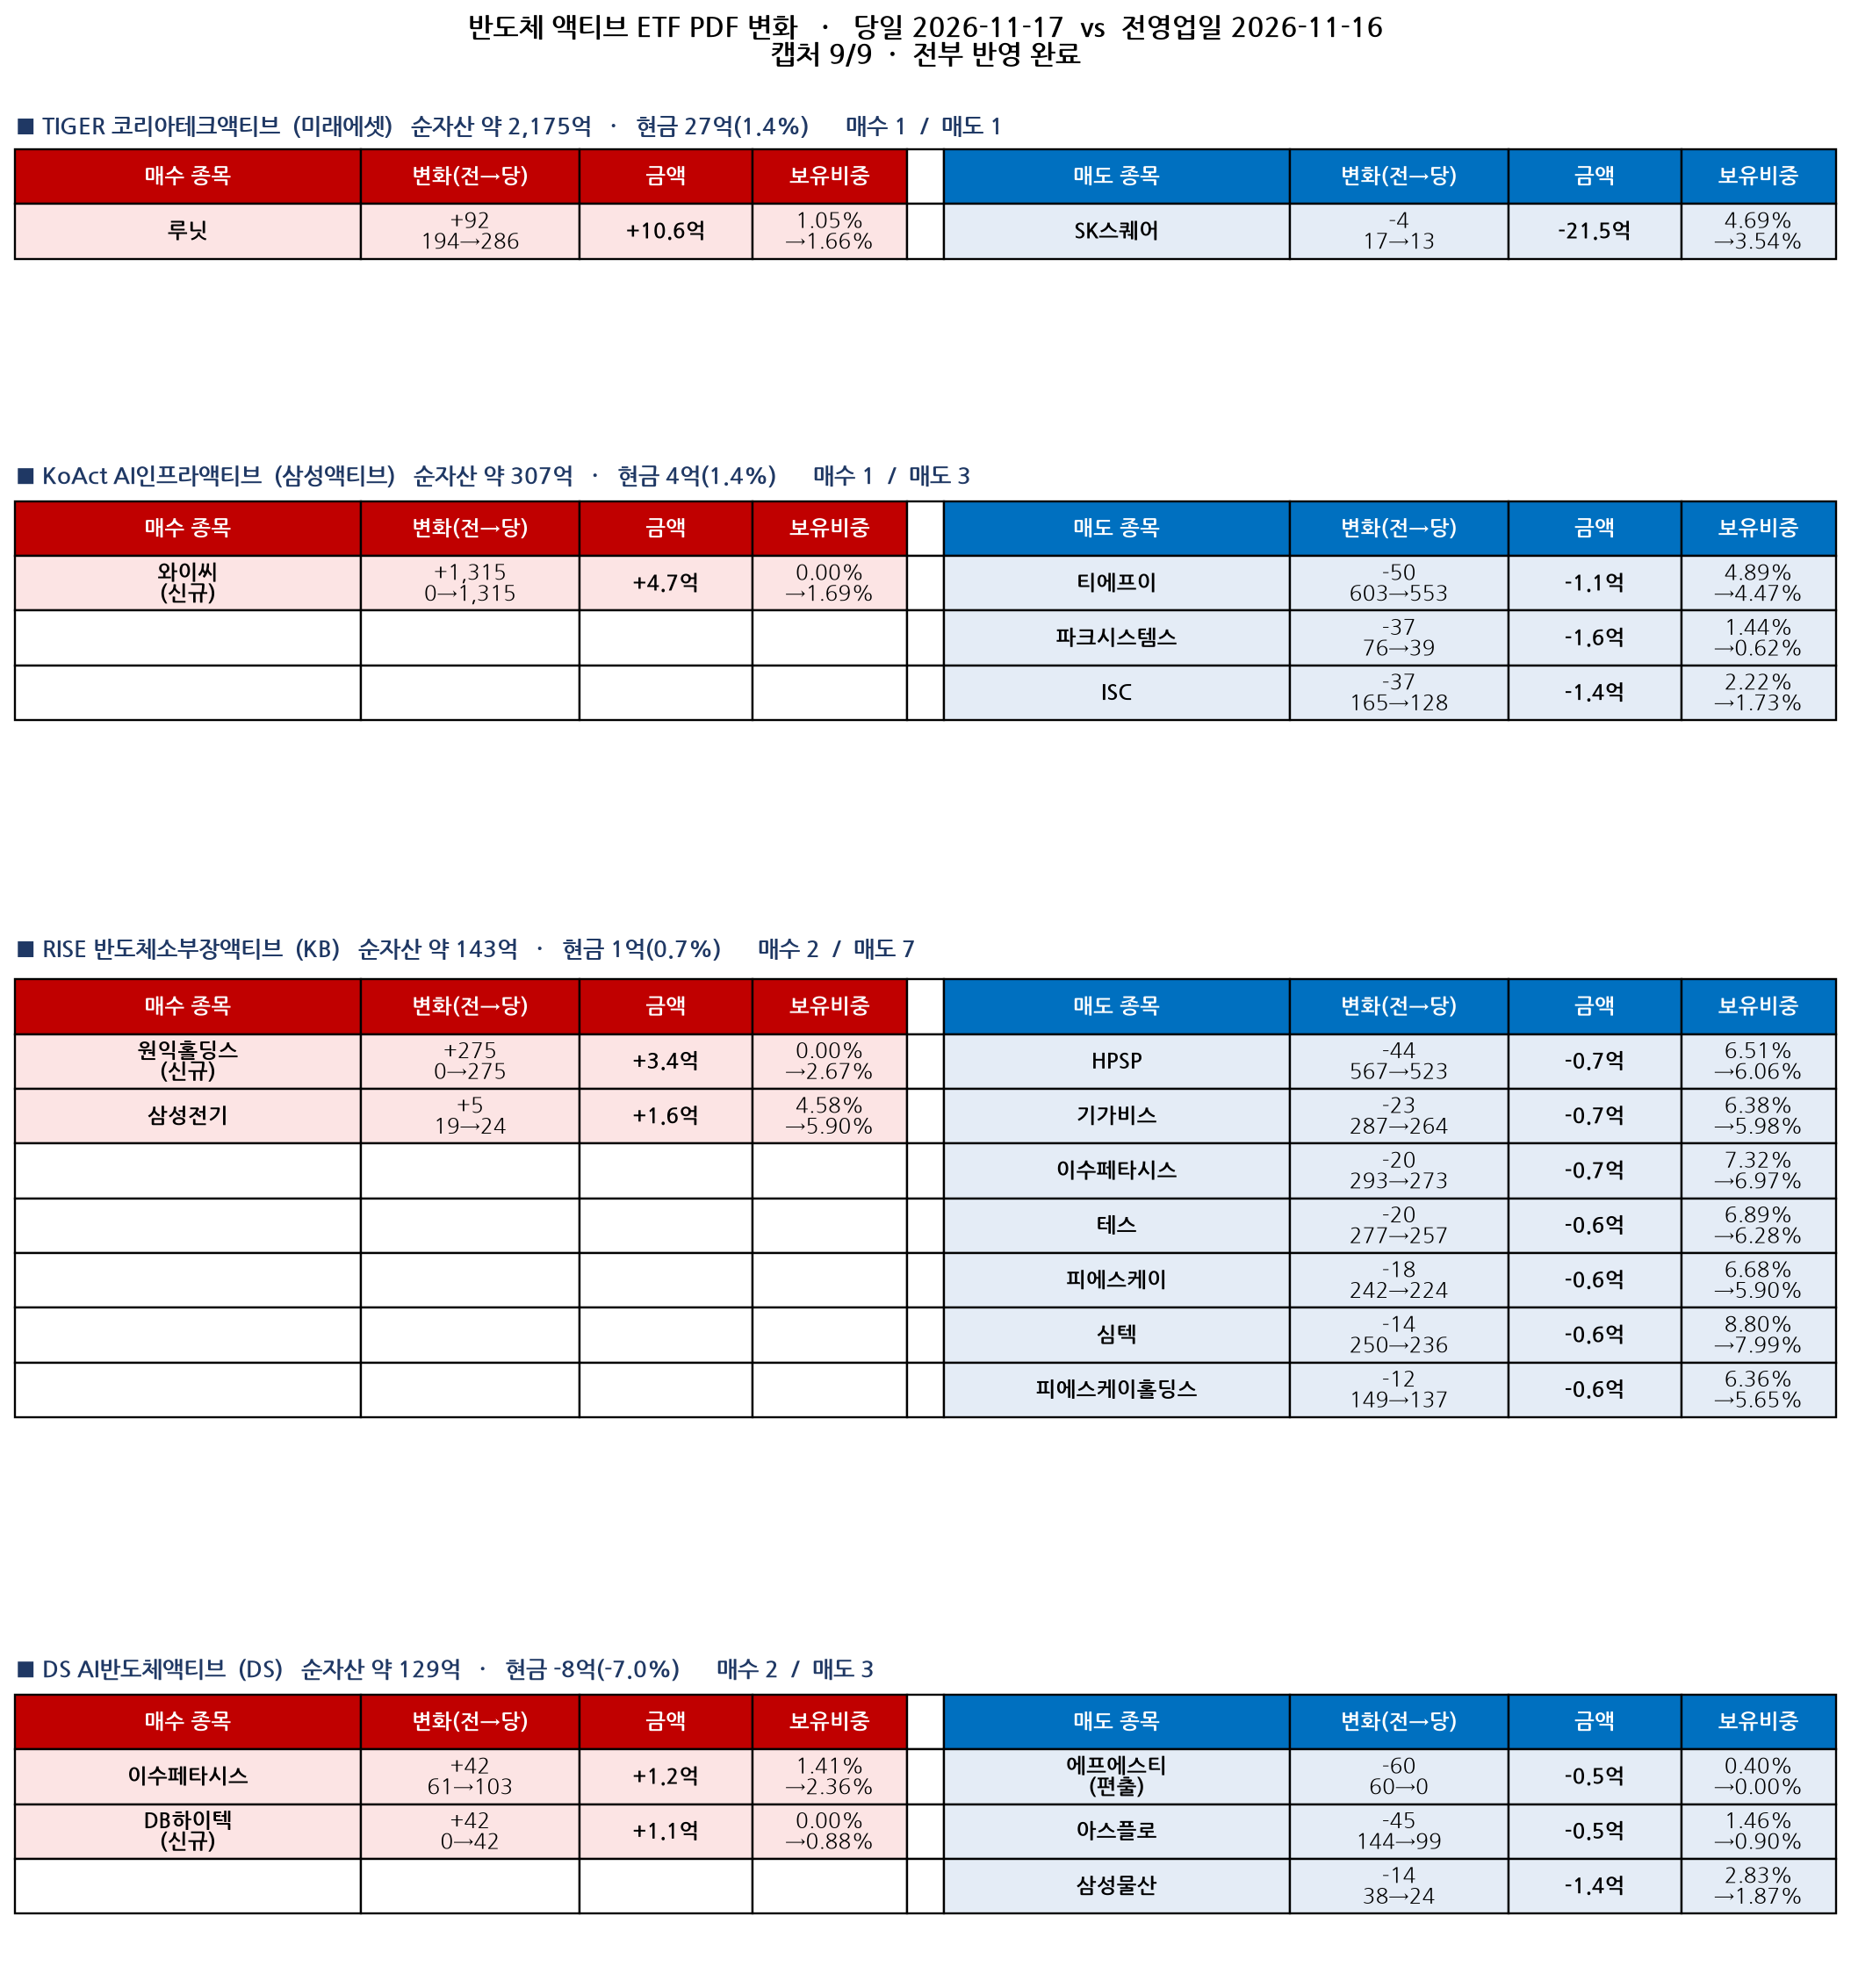 반도체 액티브 ETF PDF 변화 · 당일 2026-11-17 vs 전영업일 2026-11-16
캡처 9/9 · 전부 반영 완료
■ TIGER 코리아테크액티브 (미래에셋) 순자산 약 2,175억 · 현금 27억(1.4%) 매수 1 / 매도 1
매수 종목 변화(전→당) 금액 보유비중 매도 종목 변화(전→당) 금액 보유비중
루닛 +92 194→286 +10.6억 1.05% →1.66% SK스퀘어 -4 17→13 -21.5억 4.69% →3.54%
■ KoAct AI인프라액티브 (삼성액티브) 순자산 약 307억 · 현금 4억(1.4%) 매수 1 / 매도 3
매수 종목 변화(전→당) 금액 보유비중 매도 종목 변화(전→당) 금액 보유비중
와이씨 (신규) +1,315 0→1,315 +4.7억 0.00% →1.69% 티에프이 -50 603→553 -1.1억 4.89% →4.47%
파크시스템스 -37 76→39 -1.6억 1.44% →0.62%
ISC -37 165→128 -1.4억 2.22% →1.73%
■ RISE 반도체소부장액티브 (KB) 순자산 약 143억 · 현금 1억(0.7%) 매수 2 / 매도 7
매수 종목 변화(전→당) 금액 보유비중 매도 종목 변화(전→당) 금액 보유비중
원익홀딩스 (신규) +275 0→275 +3.4억 0.00% →2.67% HPSP -44 567→523 -0.7억 6.51% →6.06%
삼성전기 +5 19→24 +1.6억 4.58% →5.90% 기가비스 -23 287→264 -0.7억 6.38% →5.98%
이수페타시스 -20 293→273 -0.7억 7.32% →6.97%
테스 -20 277→257 -0.6억 6.89% →6.28%
피에스케이 -18 242→224 -0.6억 6.68% →5.90%
심텍 -14 250→236 -0.6억 8.80% →7.99%
피에스케이홀딩스 -12 149→137 -0.6억 6.36% →5.65%
■ DS AI반도체액티브 (DS) 순자산 약 129억 · 현금 -8억(-7.0%) 매수 2 / 매도 3
매수 종목 변화(전→당) 금액 보유비중 매도 종목 변화(전→당) 금액 보유비중
이수페타시스 +42 61→103 +1.2억 1.41% →2.36% 에프에스티 (편출) -60 60→0 -0.5억 0.40% →0.00%
DB하이텍 (신규) +42 0→42 +1.1억 0.00% →0.88% 아스플로 -45 144→99 -0.5억 1.46% →0.90%
삼성물산 -14 38→24 -1.4억 2.83% →1.87%